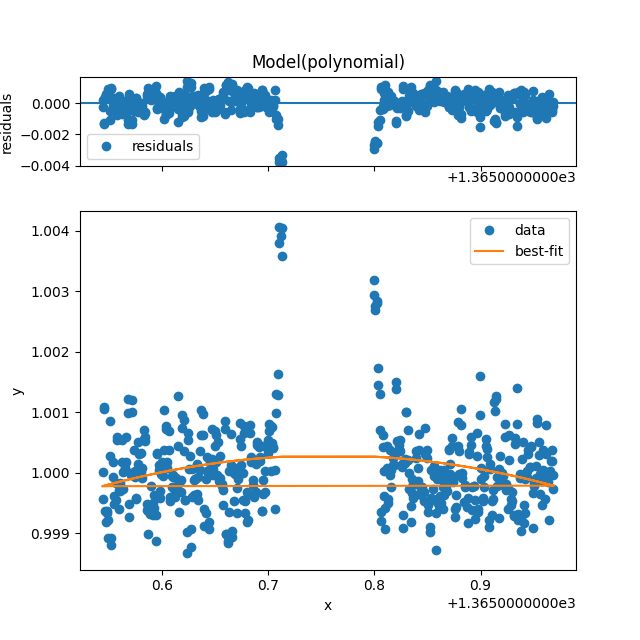 Model(polynomial)
0.000
−0.002
−0.004
residuals
residuals
+1.3650000000e3
1.004
1.003
1.002
1.001
1.000
0.999
y
data
best-fit
0.6
0.7
0.8
0.9
x
+1.3650000000e3